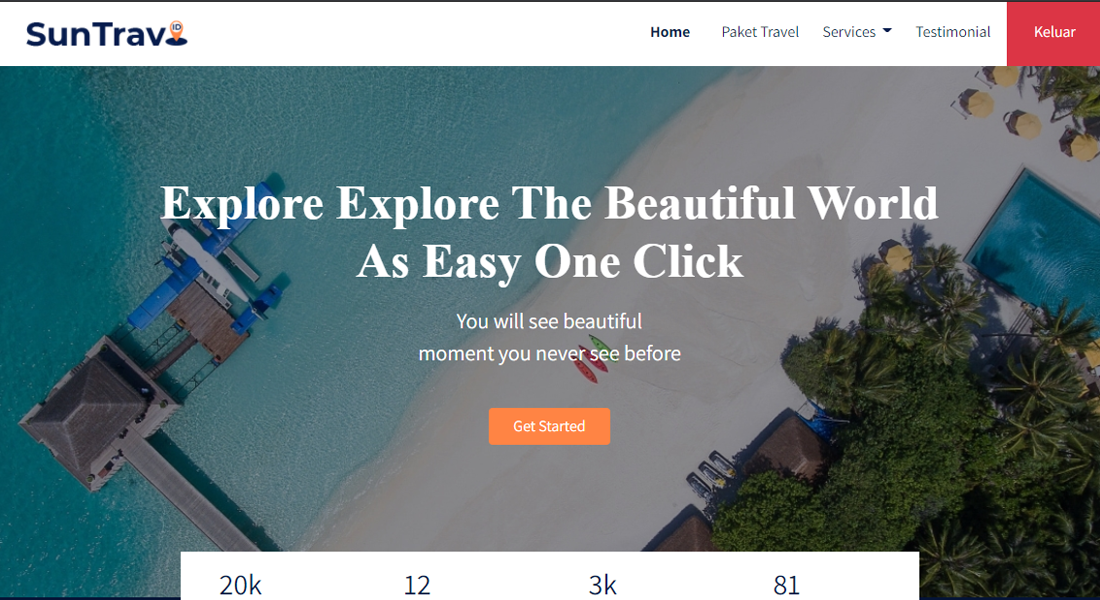 SunTrav
ID
Home
Paket Travel
Services
Testimonial
Keluar
Explore Explore The Beautiful World
As Easy One Click
You will see beautiful
moment you never see before
Get Started
20k
12
3k
81